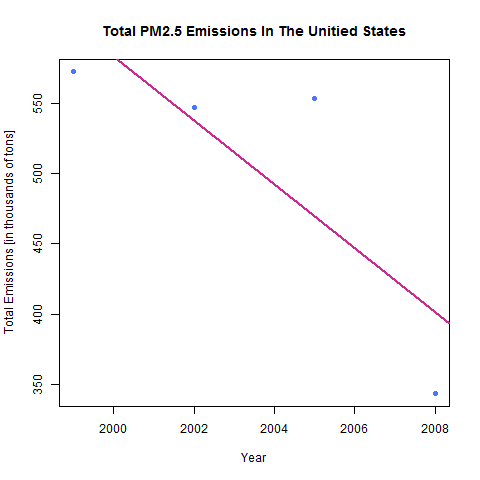 Total PM2.5 Emissions In The Unitied States
Total Emissions [in thousands of tons]
550
500
450
400
350
2000 2002 2004 2006 2008
Year